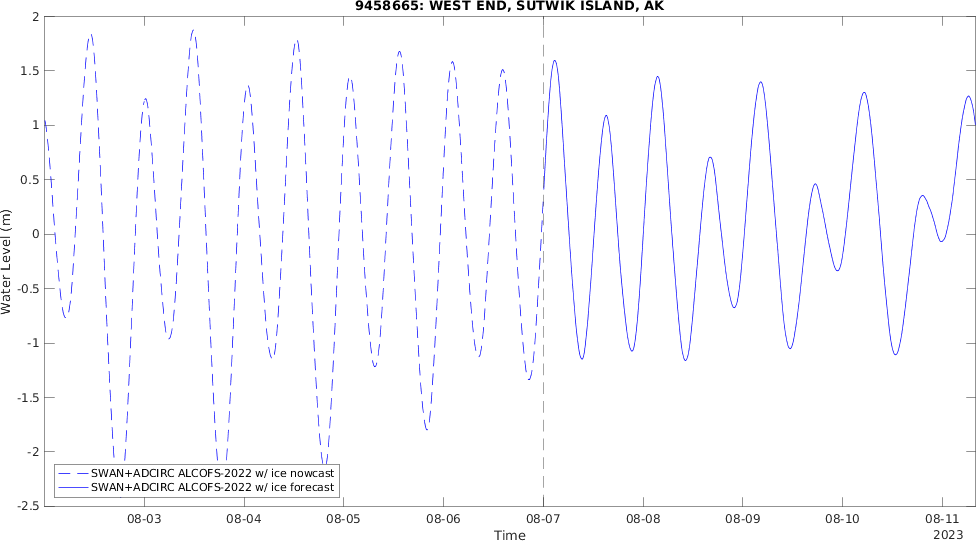 9458665: WEST END, SUTWIK ISLAND, AK
2
1.5
1
0.5
0
-0.5
-1
-1.5
-2
-2.5
Water Level (m)
SWAN+ADCIRC ALCOFS-2022 w/ ice nowcast
SWAN+ADCIRC ALCOFS-2022 w/ ice forecast
08-03 08-04 08-05 08-06 08-07 08-08 08-09 08-10 08-11
Time
2023